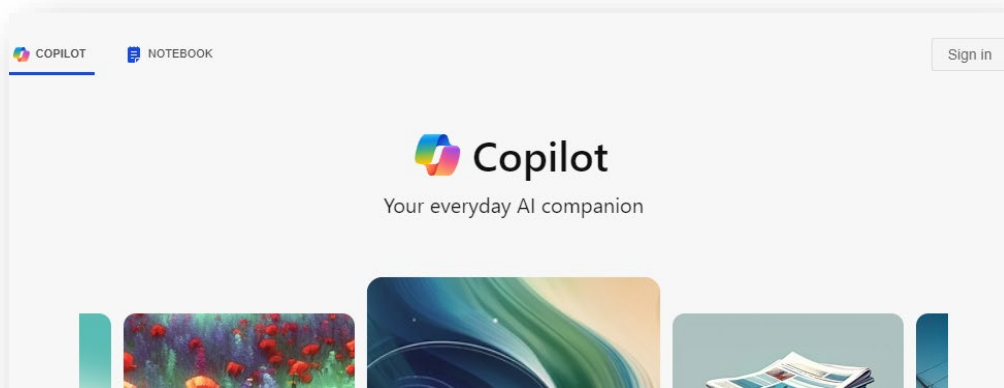 COPILOT
NOTEBOOK
Sign in
Copilot
Your everyday AI companion